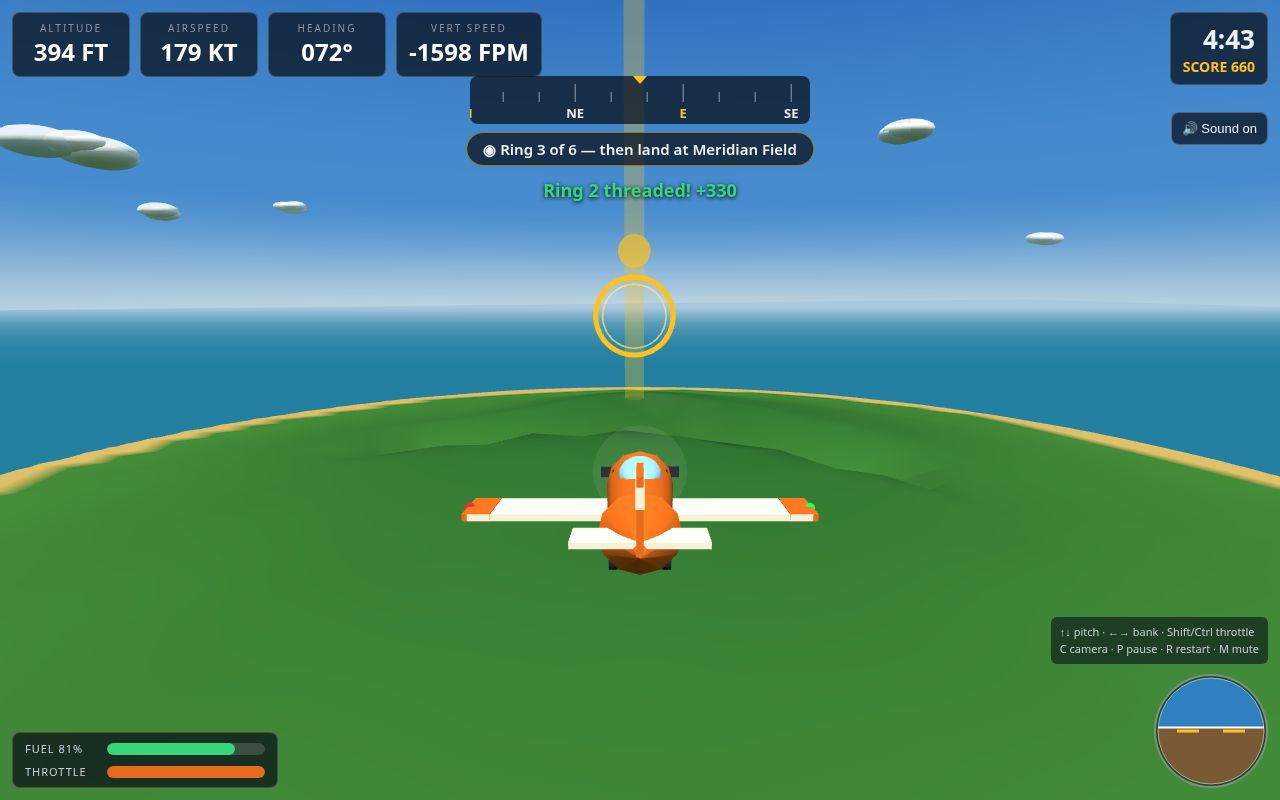 ALTITUDE
394 FT
AIRSPEED
179 KT
HEADING
072°
VERT SPEED
-1598 FPM
4:43
SCORE 660
NE
E
SE
🔊 Sound on
◉ Ring 3 of 6 — then land at Meridian Field
Ring 2 threaded! +330
↑↓ pitch · ←→ bank · Shift/Ctrl throttle
C camera · P pause · R restart · M mute
FUEL 81%
THROTTLE